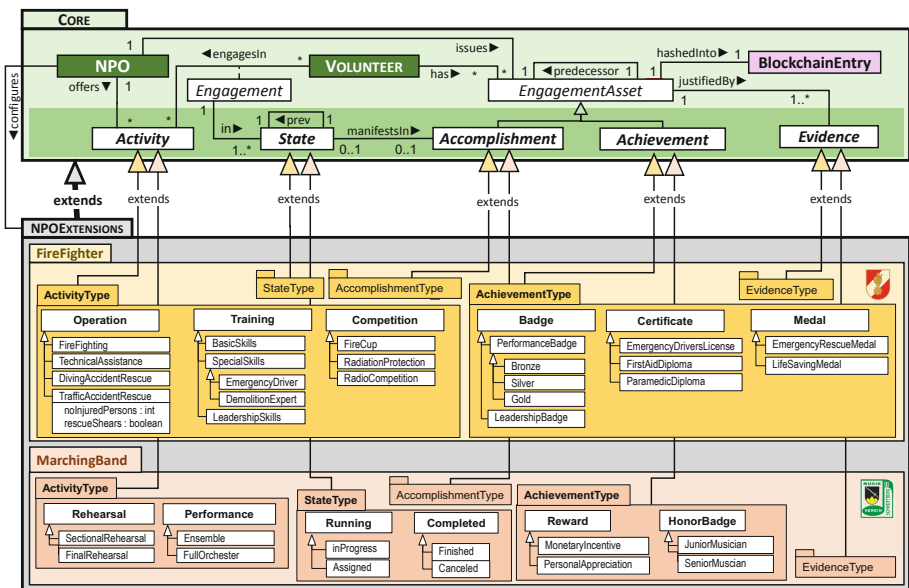 CORE
1
◄engagesIn
issues►
hashedInto►
NPO
*
VOLUNTEER
has►
*
*
◄predecessor
1
1
1
BlockchainEntry
offers▼
1
Engagement
EngagementAsset
justifiedBy►
◄configures
1
1
1..*
*
*
in►
1
◄prev
1
manifestsIn
Activity
State
Accomplishment
Achievement
Evidence
1..*
0..1
0..1
extends
extends
extends
extends
extends
extends
NPOEXTENSIONS
FireFighter
ActivityType
StateType
AccomplishmentType
AchievementType
EvidenceType
Operation
Training
Competition
Badge
Certificate
Medal
FireFighting
BasicSkills
FireCup
PerformanceBadge
EmergencyDriversLicense
EmergencyRescueMedal
TechnicalAssistance
SpecialSkills
RadiationProtection
Bronze
FirstAidDiploma
LifeSavingMedal
DivingAccidentRescue
EmergencyDriver
RadioCompetition
Silver
ParamedicDiploma
TrafficAccidentRescue
DemolitionExpert
Gold
noInjuredPersons : int
LeadershipSkills
LeadershipBadge
rescueShears : boolean
MarchingBand
ActivityType
StateType
AccomplishmentType
AchievementType
MUSIK
VEREIN
Rehearsal
Performance
Running
Completed
Reward
HonorBadge
SectionalRehearsal
Ensemble
inProgress
Finished
MonetaryIncentive
JuniorMusician
FinalRehearsal
FullOrchester
Assigned
Canceled
PersonalAppreciation
SeniorMuscian
EvidenceType